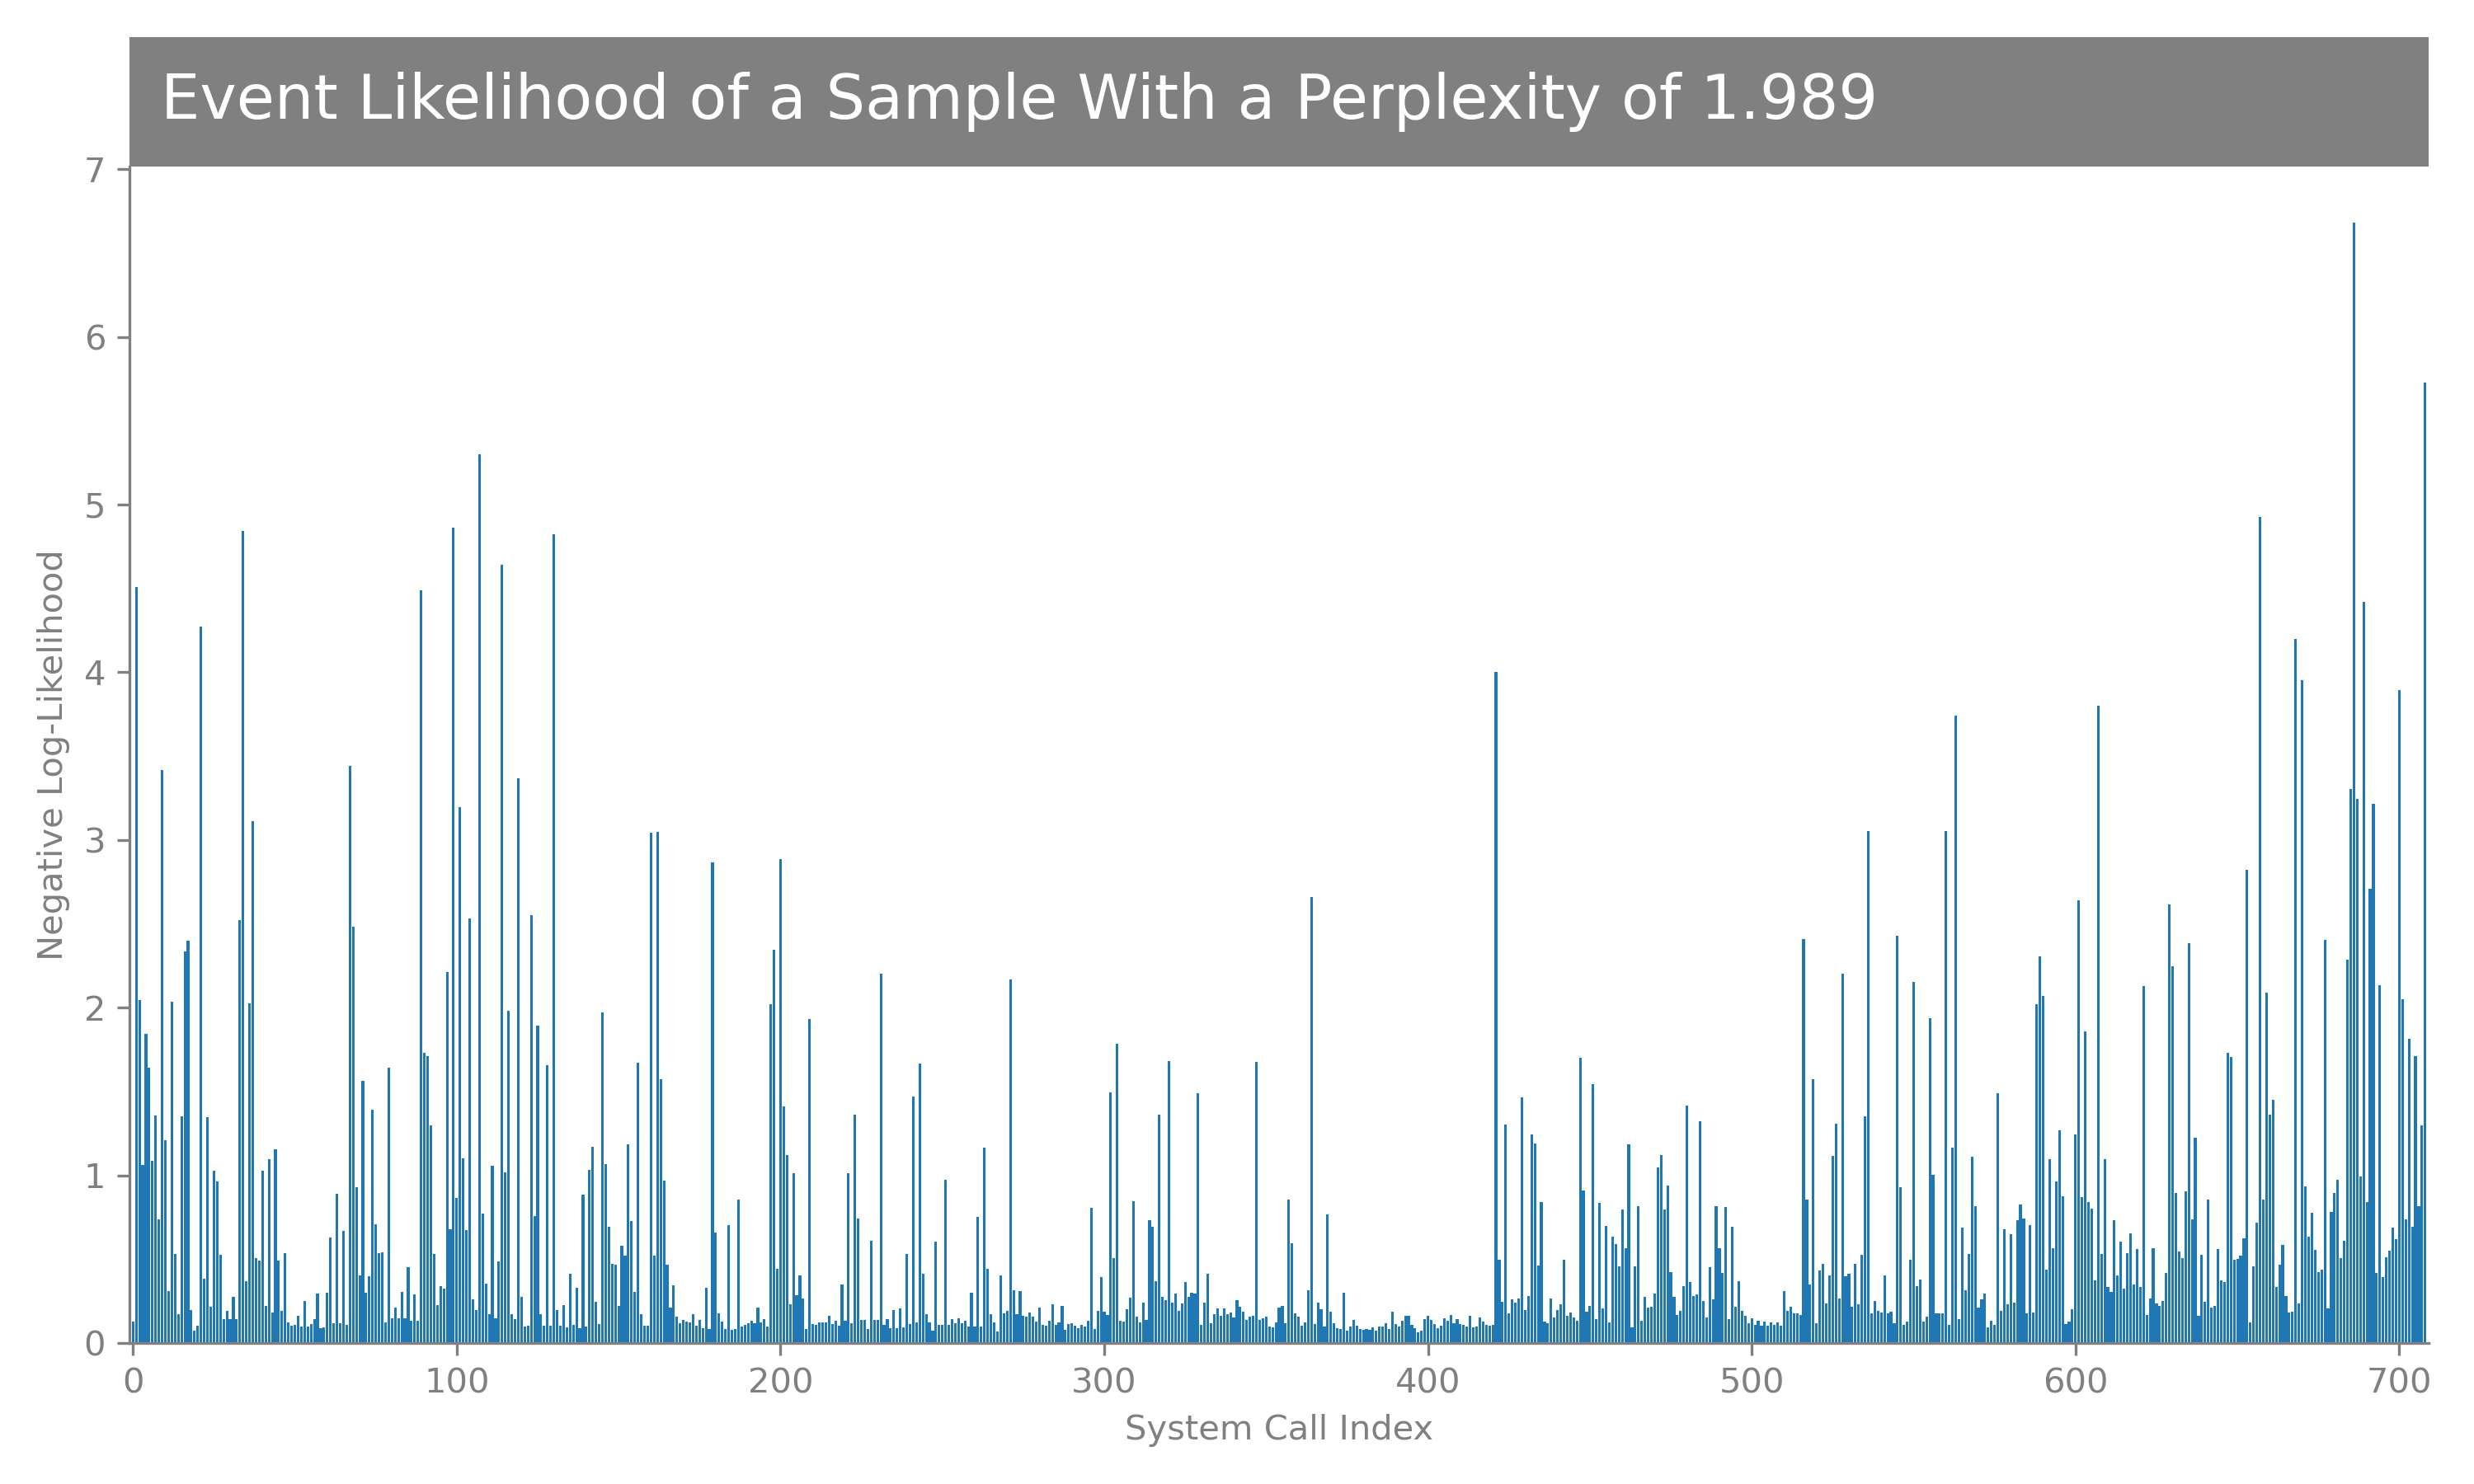 Event Likelihood of a Sample With a Perplexity of 1.989
7
6
5
4
3
2
1
0
Negative Log-Likelihood
0 100 200 300 400 500 600 700
System Call Index